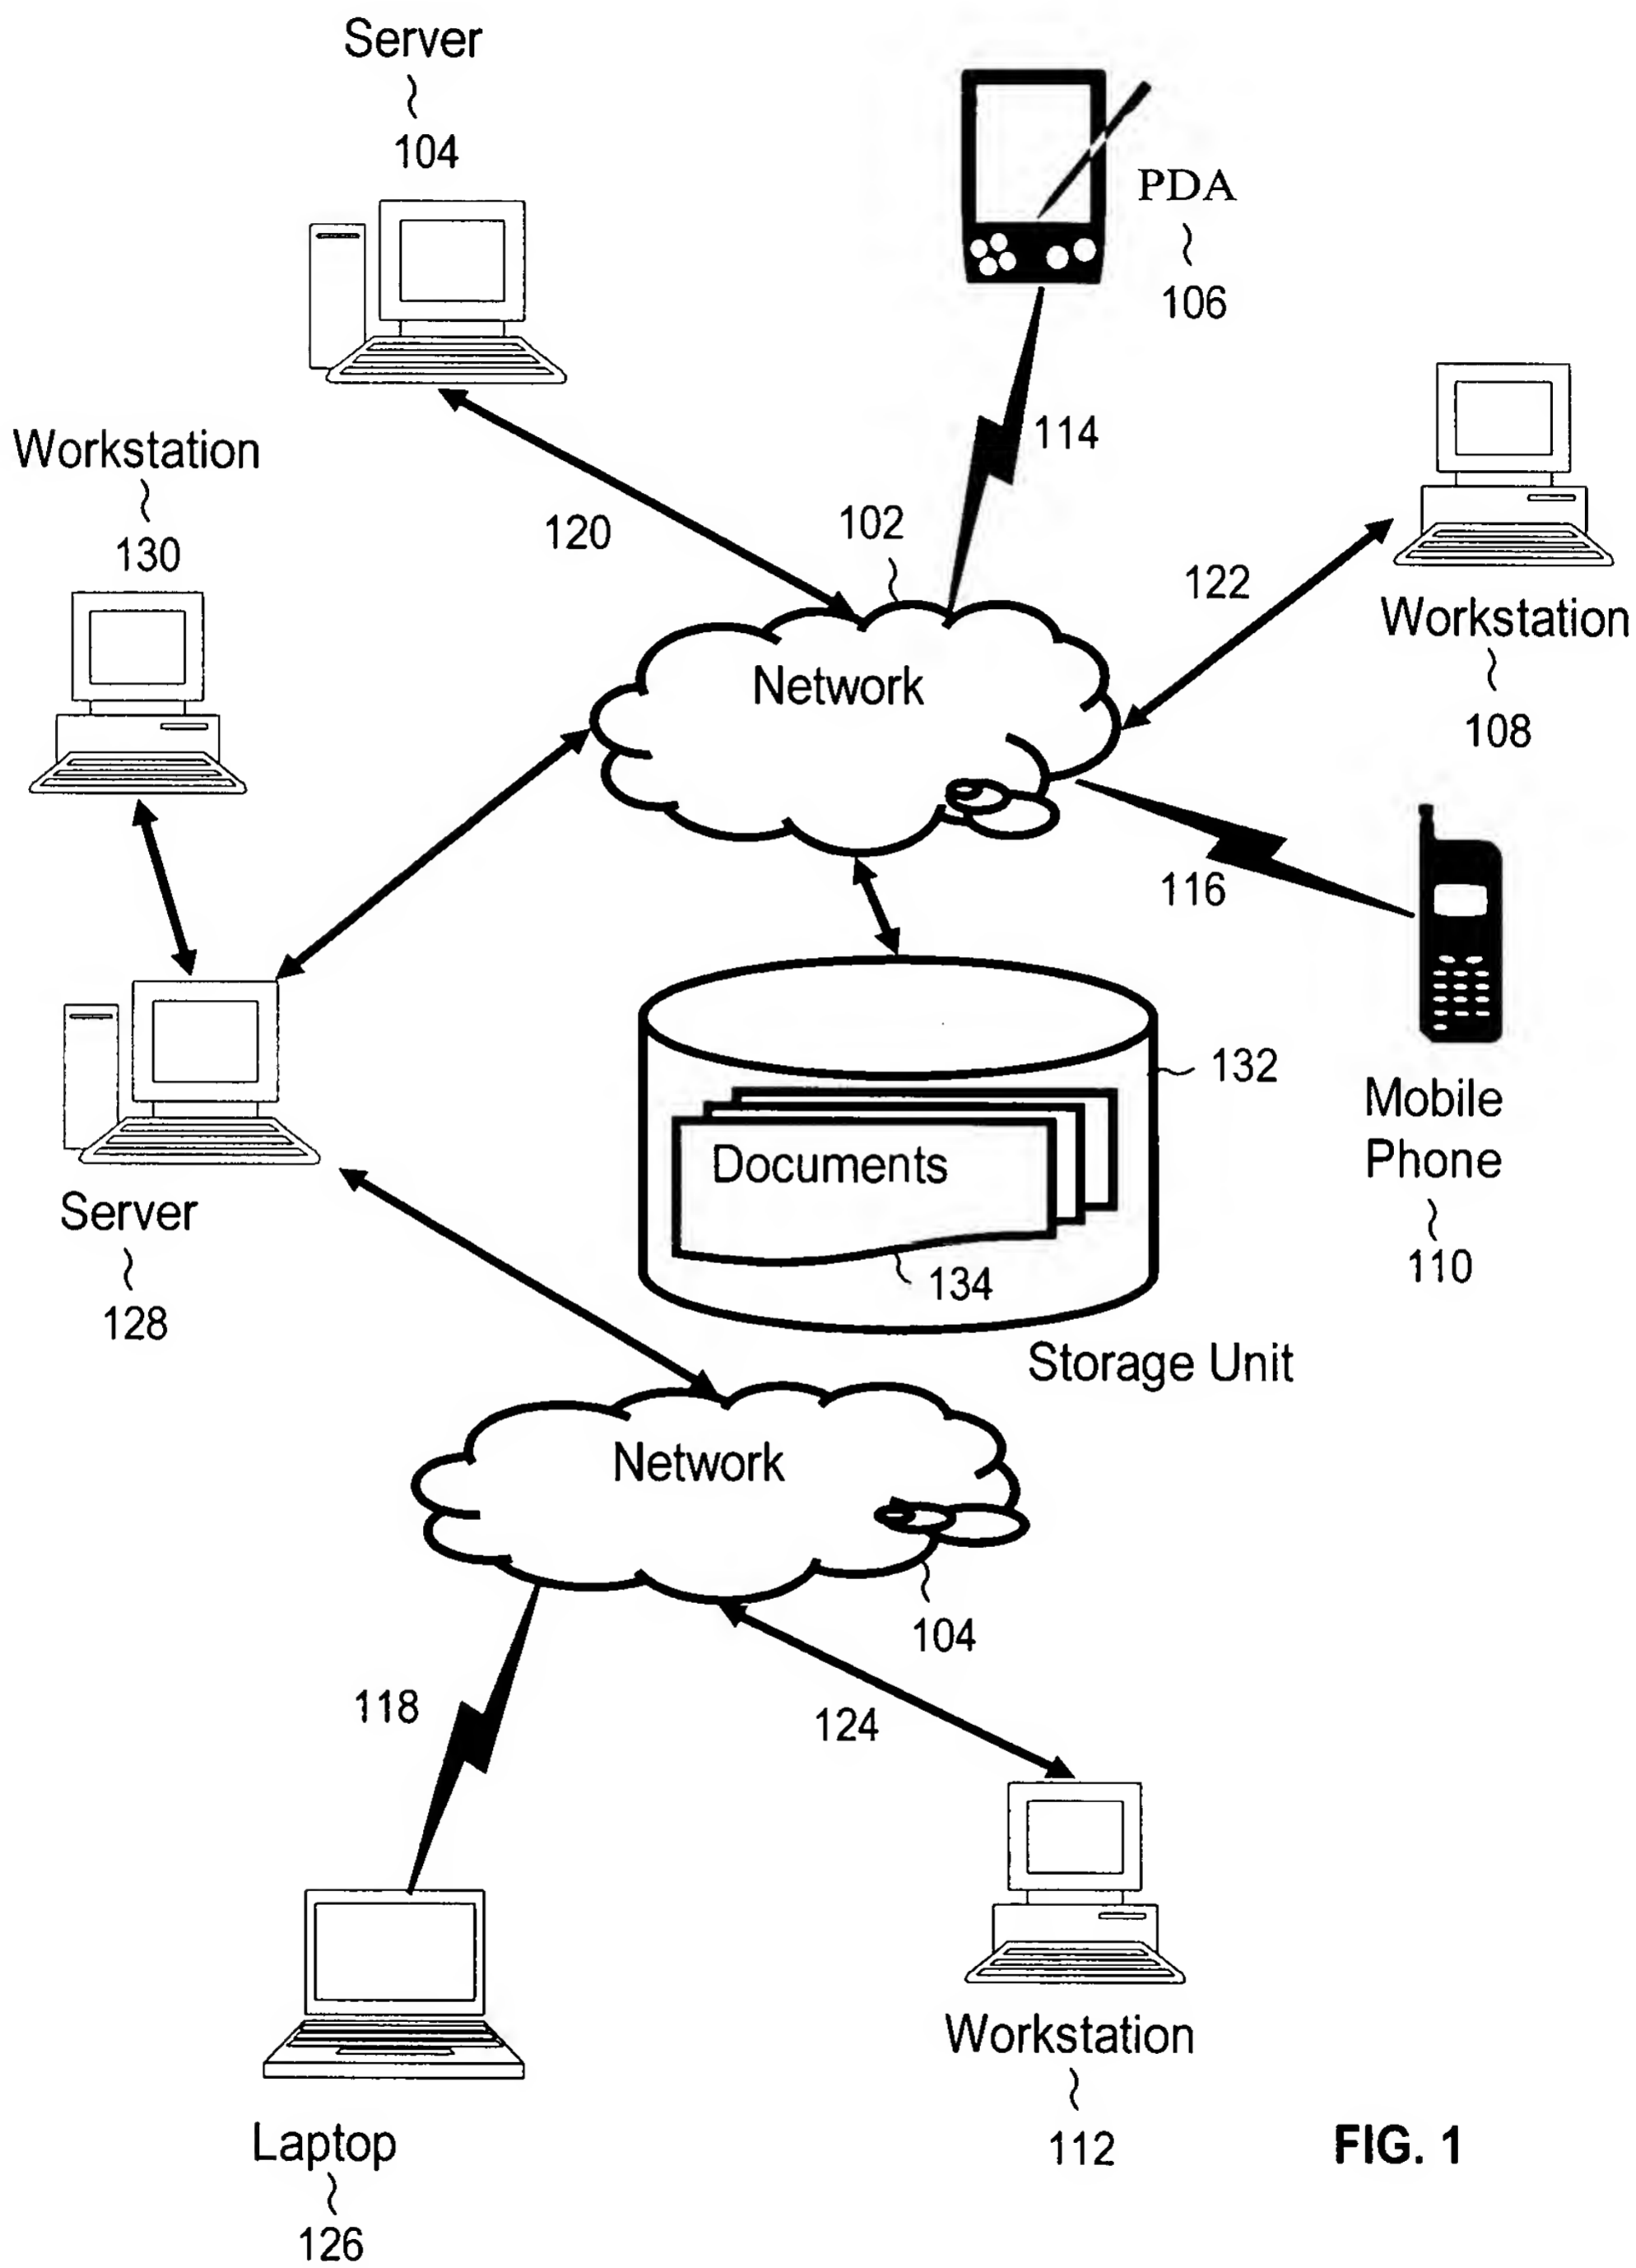 Server
104
PDA
106
114
Workstation
130
120
102
122
Workstation
108
Network
116
132
Mobile
Phone
110
Documents
134
Server
128
Storage Unit
Network
104
118
124
Workstation
112
Laptop
126
FIG. 1